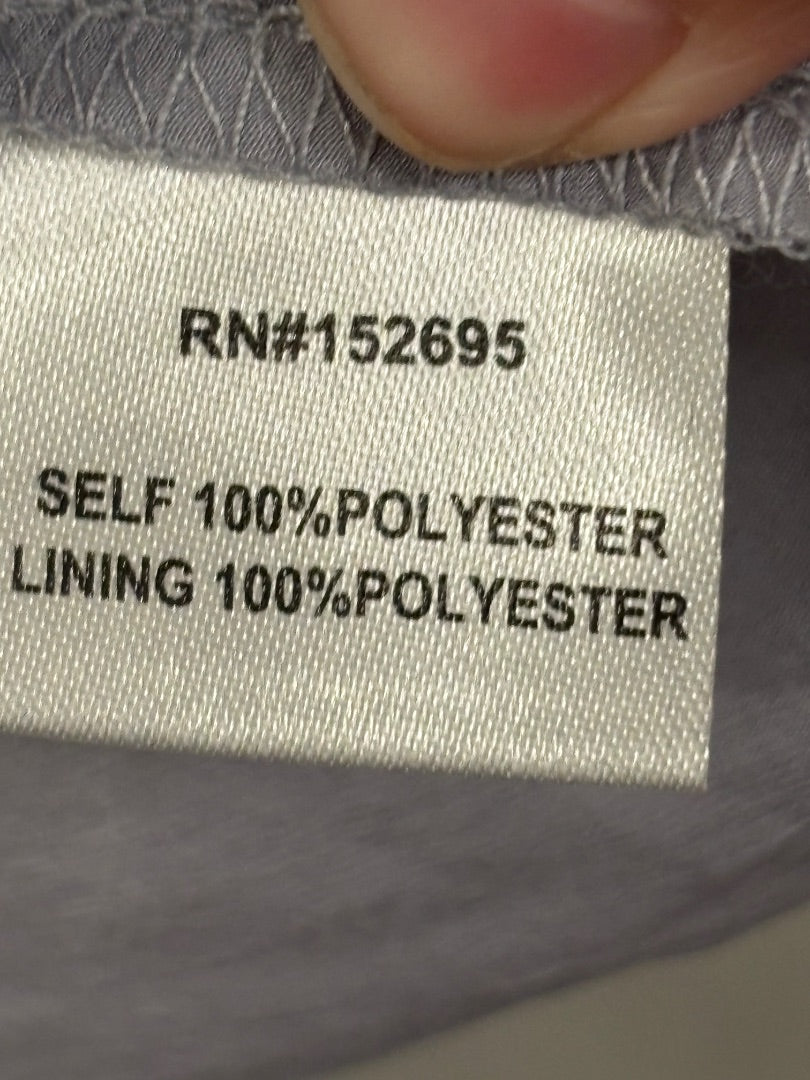 RN#152695
SELF 100%POLYESTER
LINING 100%POLYESTER